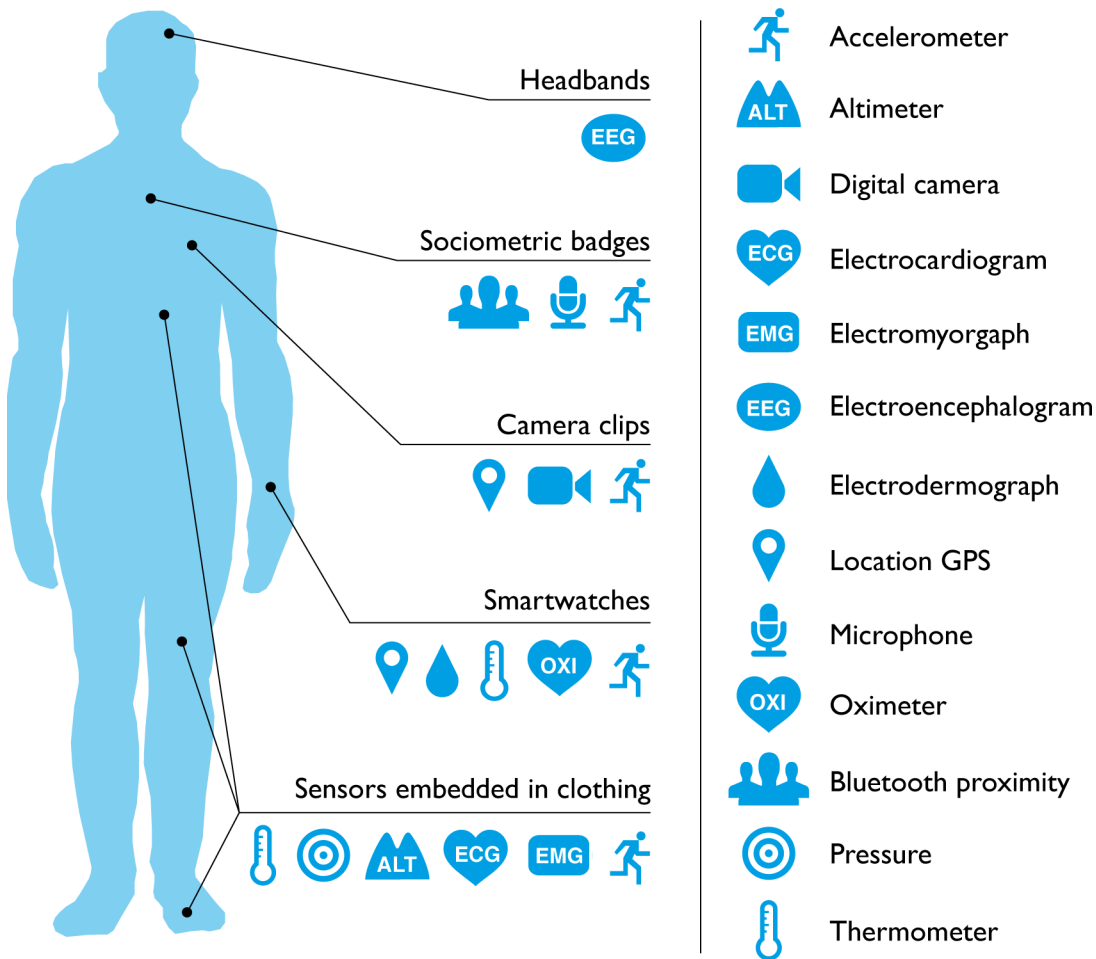 Headbands
EEG
Sociometric badges
Camera clips
Smartwatches
OXI
Sensors embedded in clothing
ALT
ECG
EMG
Accelerometer
ALT
Altimeter
Digital camera
ECG
Electrocardiogram
EMG
Electromyorgaph
EEG
Electroencephalogram
Electrodermograph
Location GPS
Microphone
OXI
Oximeter
Bluetooth proximity
Pressure
Thermometer